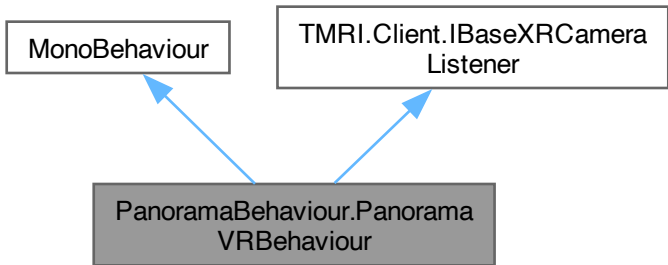 MonoBehaviour
TMRI.Client.IBaseXRCamera
Listener
PanoramaBehaviour.Panorama
VRBehaviour